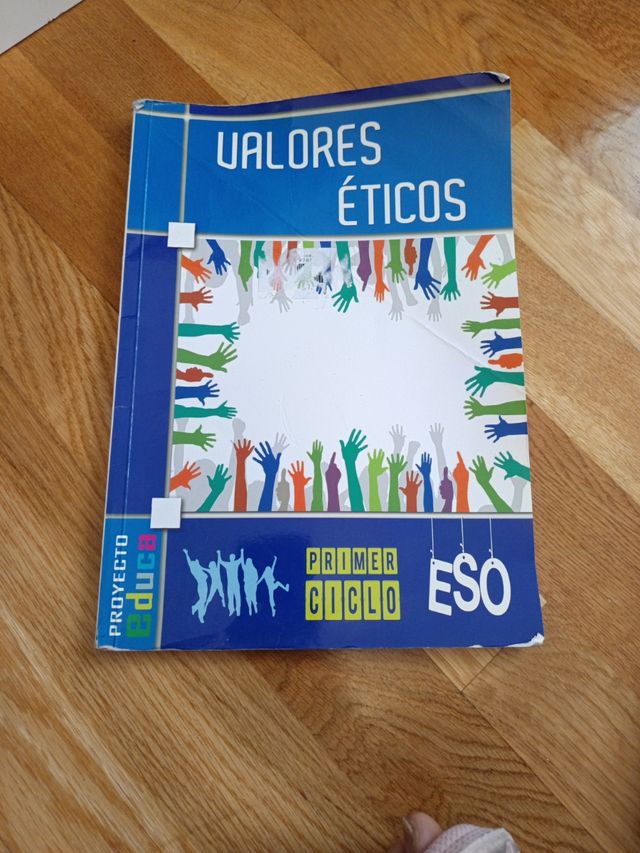 VALORES
ÉTICOS
PROYECTO
educa
PRIMER
CICLO
ESO